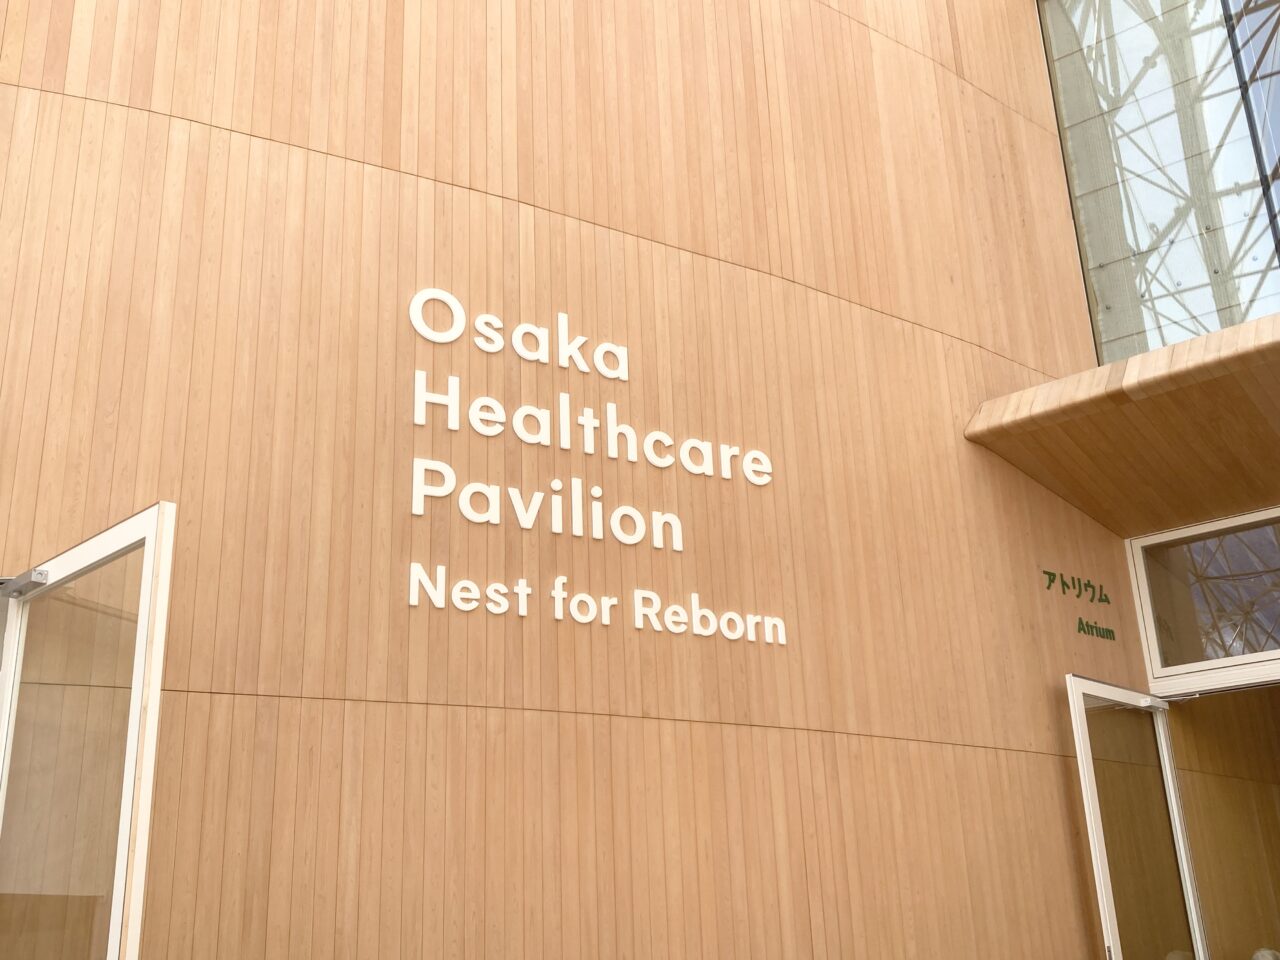 Osaka
Healthcare
Pavilion
Nest for Reborn
アトリウム
Atrium